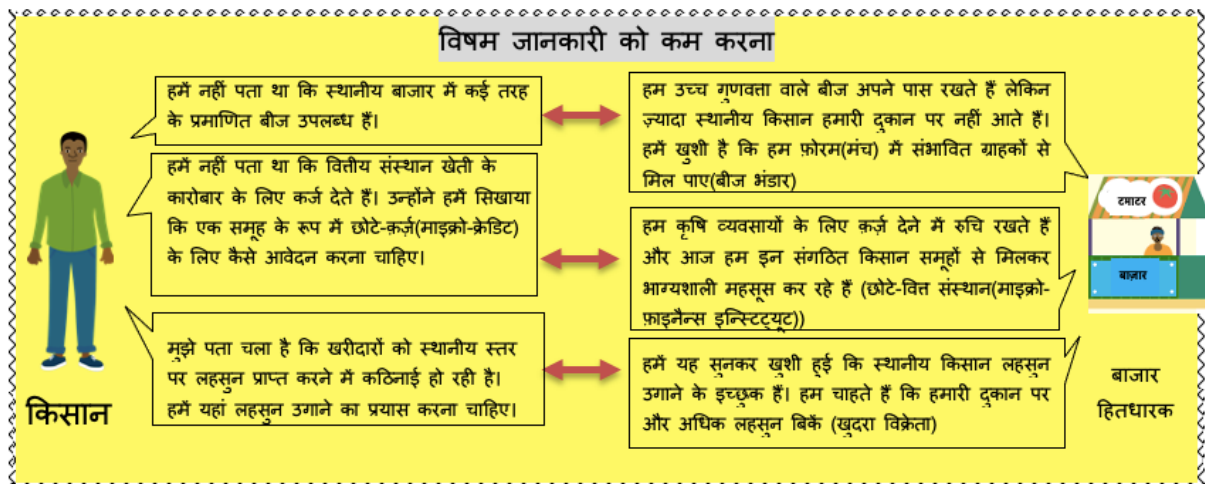 विषम जानकारी को कम करना
हमें नहीं पता था कि स्थानीय बाजार में कई तरह
के प्रमाणित बीज उपलब्ध हैं।
हम उच्च गुणवत्ता वाले बीज अपने पास रखते हैं लेकिन
ज़्यादा स्थानीय किसान हमारी दुकान पर नहीं आते हैं।
हमें खुशी है कि हम फ़ोरम(मंच) में संभावित ग्राहकों से
मिल पाए(बीज भंडार)
हमें नहीं पता था कि वित्तीय संस्थान खेती के
कारोबार के लिए कर्ज देते हैं। उन्होंने हमें सिखाया
कि एक समूह के रूप में छोटे-क़र्ज़(माइक्रो-क्रेडिट)
के लिए कैसे आवेदन करना चाहिए।
हम कृषि व्यवसायों के लिए क़र्ज़ देने में रुचि रखते हैं
और आज हम इन संगठित किसान समूहों से मिलकर
भाग्यशाली महसूस कर रहे हैं (छोटे-वित्त संस्थान(माइक्रो-
फ़ाइनैन्स इन्स्टिट्यूट))
मुझे पता चला है कि खरीदारों को स्थानीय स्तर
पर लहसुन प्राप्त करने में कठिनाई हो रही है।
हमें यहां लहसुन उगाने का प्रयास करना चाहिए।
हमें यह सुनकर खुशी हुई कि स्थानीय किसान लहसुन
उगाने के इच्छुक हैं। हम चाहते हैं कि हमारी दुकान पर
और अधिक लहसुन बिकें (खुदरा विक्रेता)
किसान
टमाटर
बाज़ार
बाजार
हितधारक